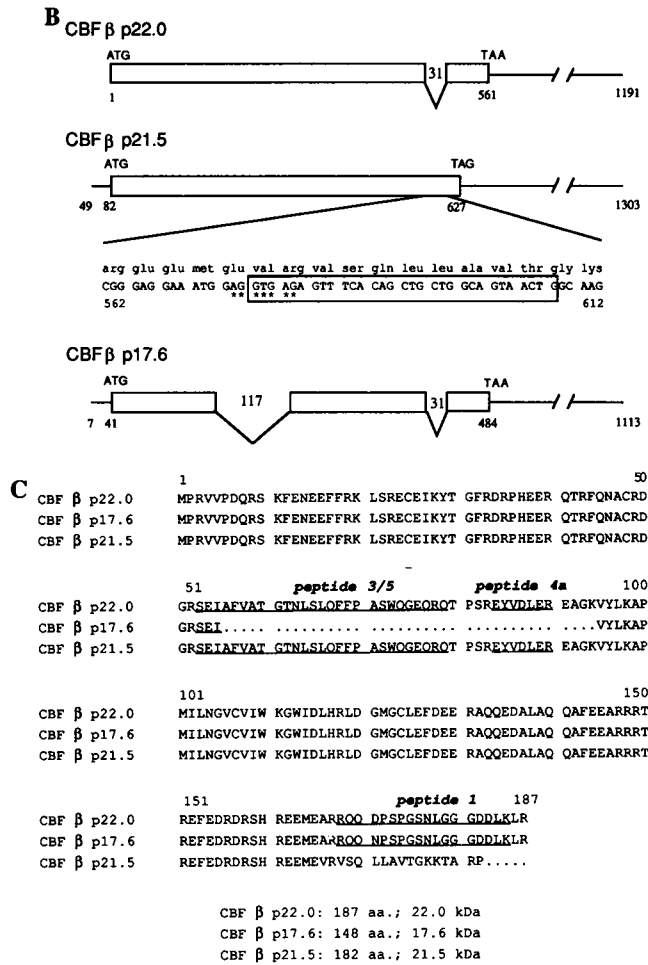 B
CBF β p22.0
ATG 31 TAA
1 561 1191
CBF β p21.5
ATG TAG
49 82 627 1303
arg glu glu met glu val arg val ser gln leu leu ala val thr gly lys
CGG GAG GAA ATG GAG GTG AGA GTT TCA CAG CTG CTG GCA GTA ACT GGC AAG
562 ** *** ** 612
CBF β p17.6
ATG 117 31 TAA
7 41 484 1113
C
1 50
CBF β p22.0 MPRVVPDQRS KFENEEFFRK LSRECEIKYT GFRDRPHEER QTRFQNACRD
CBF β p17.6 MPRVVPDQRS KFENEEFFRK LSRECEIKYT GFRDRPHEER QTRFQNACRD
CBF β p21.5 MPRVVPDQRS KFENEEFFRK LSRECEIKYT GFRDRPHEER QTRFQNACRD
51 peptide 3/5 peptide 4a 100
CBF β p22.0 GRSEIAFVAT GTNLSLQFFP ASWQGEQRQT PSREYVDLER EAGKVYLKAP
CBF β p17.6 GRSEI..... .......... .......... .......... ....VYLKAP
CBF β p21.5 GRSEIAFVAT GTNLSLQFFP ASWQGEQRQT PSREYVDLER EAGKVYLKAP
101 150
CBF β p22.0 MILNGVCVIW KGWIDLHRLD GMGCLEFDEE RAQQEDALAQ QAFEEARRRT
CBF β p17.6 MILNGVCVIW KGWIDLHRLD GMGCLEFDEE RAQQEDALAQ QAFEEARRRT
CBF β p21.5 MILNGVCVIW KGWIDLHRLD GMGCLEFDEE RAQQEDALAQ QAFEEARRRT
151 peptide 1 187
CBF β p22.0 REFEDRDRSH REEMEARRQQ DPSPGSNLGG GDDLKLR
CBF β p17.6 REFEDRDRSH REEMEARRQQ NPSPGSNLGG GDDLKLR
CBF β p21.5 REFEDRDRSH REEMEVRVSQ LLAVTGKKTA RP.....
CBF β p22.0: 187 aa.; 22.0 kDa
CBF β p17.6: 148 aa.; 17.6 kDa
CBF β p21.5: 182 aa.; 21.5 kDa